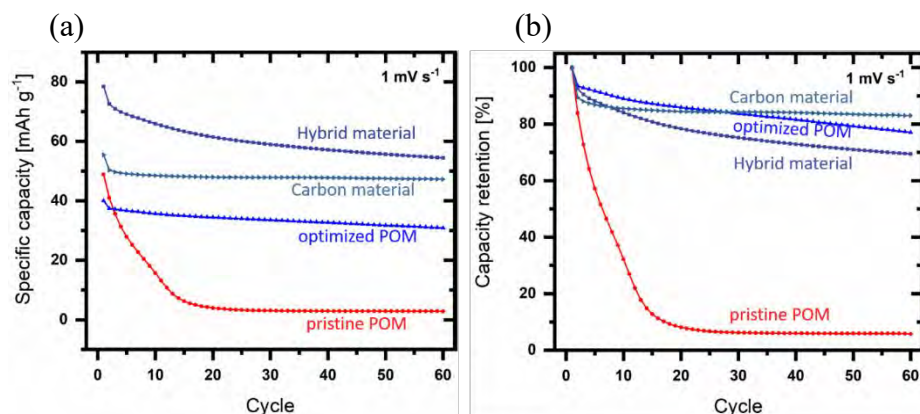 (a)
1 mV s⁻¹
Hybrid material
Carbon material
optimized POM
pristine POM
Specific capacity [mAh g⁻¹]
80
60
40
20
0
0
10
20
30
40
50
60
Cycle
(b)
1 mV s⁻¹
Carbon material
optimized POM
Hybrid material
pristine POM
Capacity retention [%]
100
80
60
40
20
0
0
10
20
30
40
50
60
Cycle